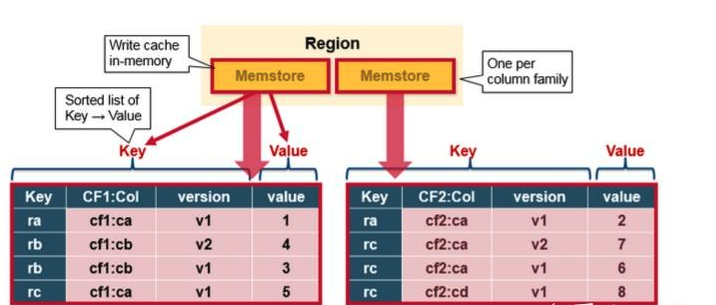 Region
Write cache
in-memory
Memstore
Memstore
One per
column family
Sorted list of
Key → Value
Key
Value
Key
Value
Key CF1:Col version value
ra cf1:ca v1 1
rb cf1:cb v2 4
rb cf1:cb v1 3
rc cf1:ca v1 5
Key CF2:Col version value
ra cf2:ca v1 2
rc cf2:ca v2 7
rc cf2:ca v1 6
rc cf2:cd v1 8